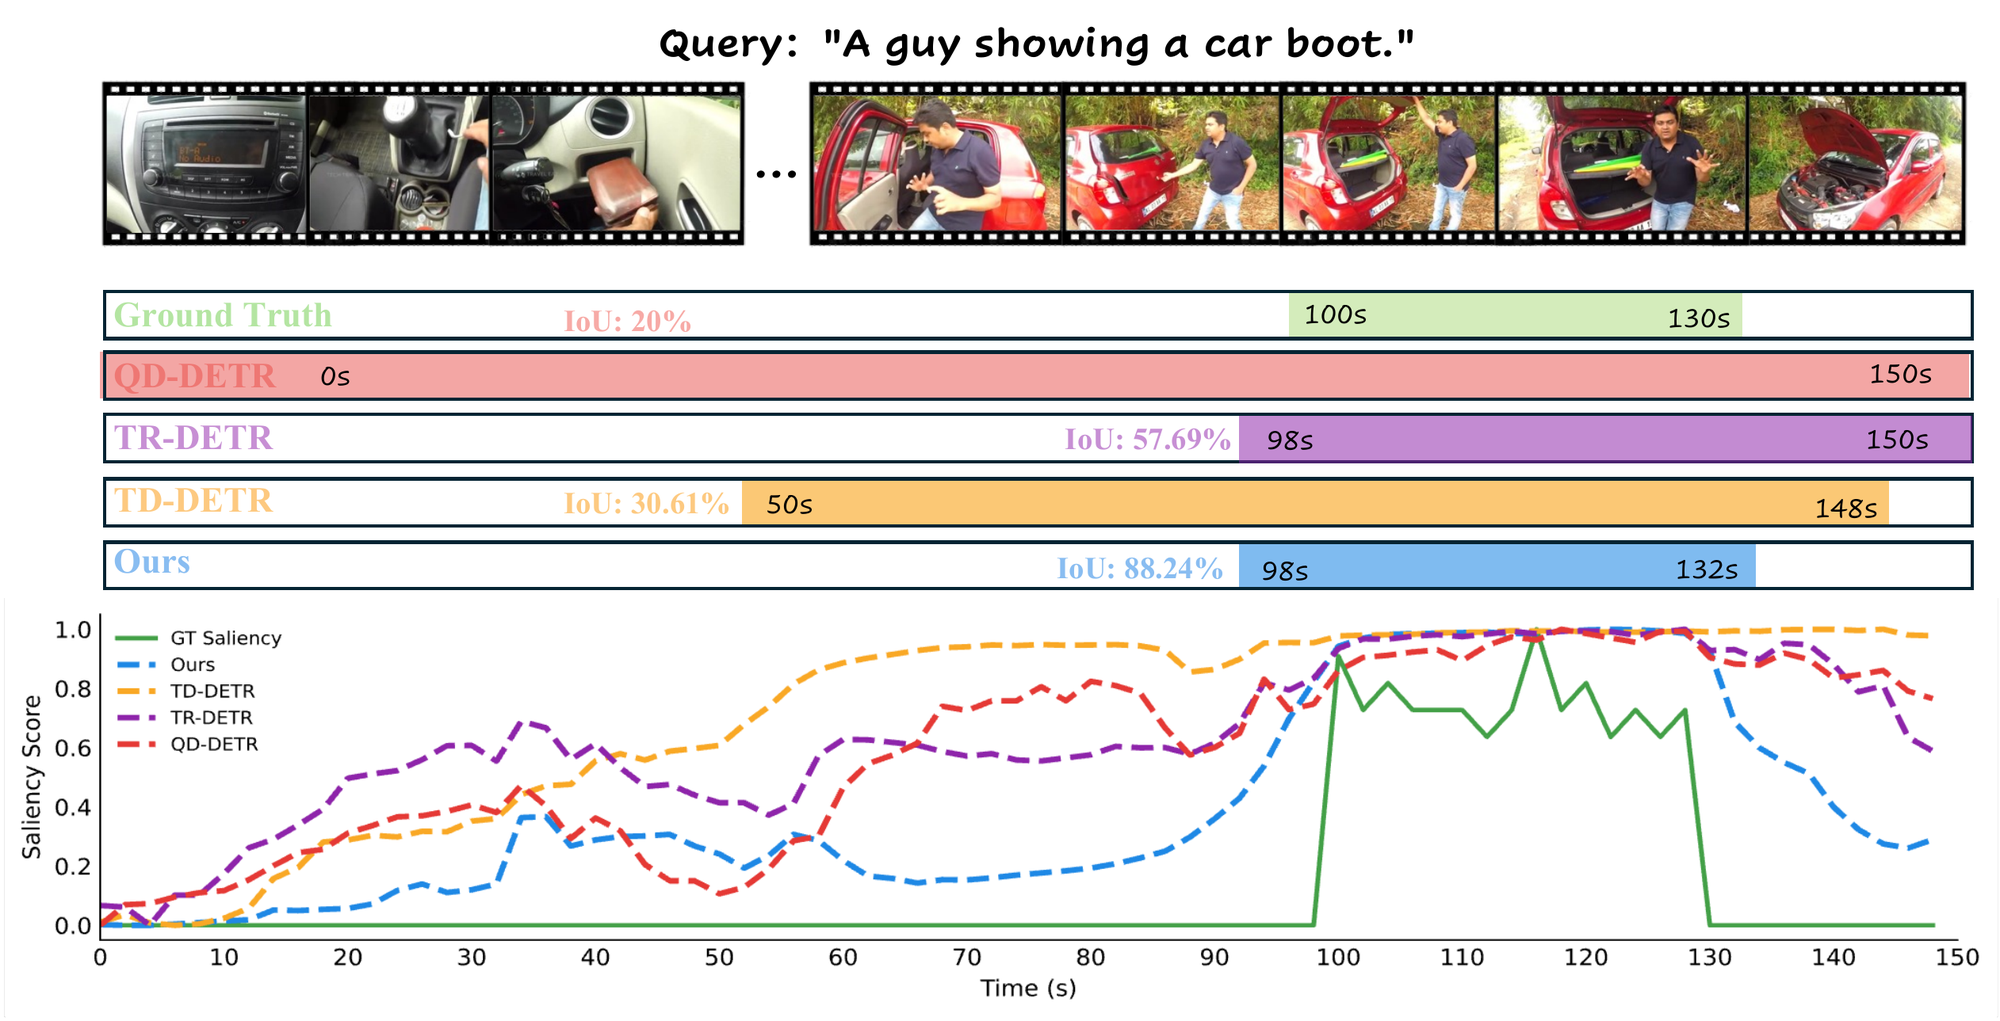 Query: "A guy showing a car boot."
...
Ground Truth IoU: 20% 100s 130s
QD-DETR 0s 150s
TR-DETR IoU: 57.69% 98s 150s
TD-DETR IoU: 30.61% 50s 148s
Ours IoU: 88.24% 98s 132s
Saliency Score
1.0
0.8
0.6
0.4
0.2
0.0
GT Saliency
Ours
TD-DETR
TR-DETR
QD-DETR
0 10 20 30 40 50 60 70 80 90 100 110 120 130 140 150
Time (s)